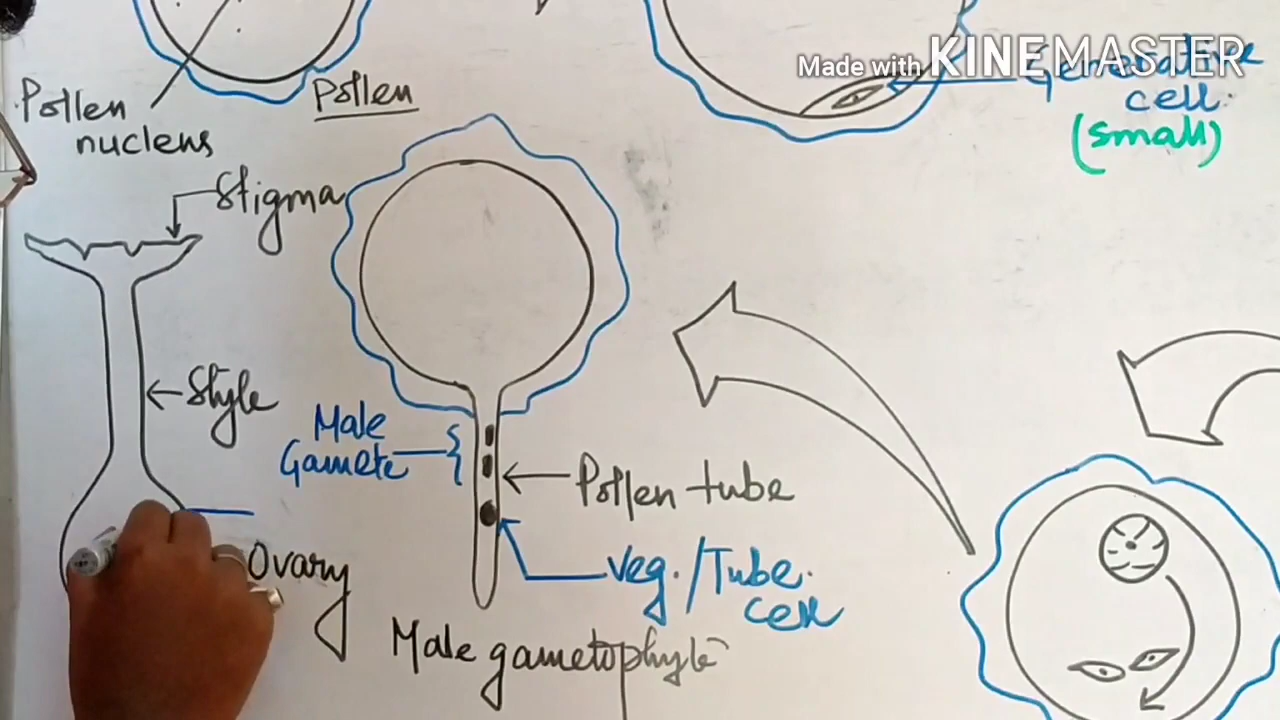 Made with KINEMASTER
Generative
cell.
(small)
Pollen
nucleus
Pollen
Stigma
Style
Male
Gamete
Pollen tube
Ovary
Veg./Tube.
cell
Male gametophyte